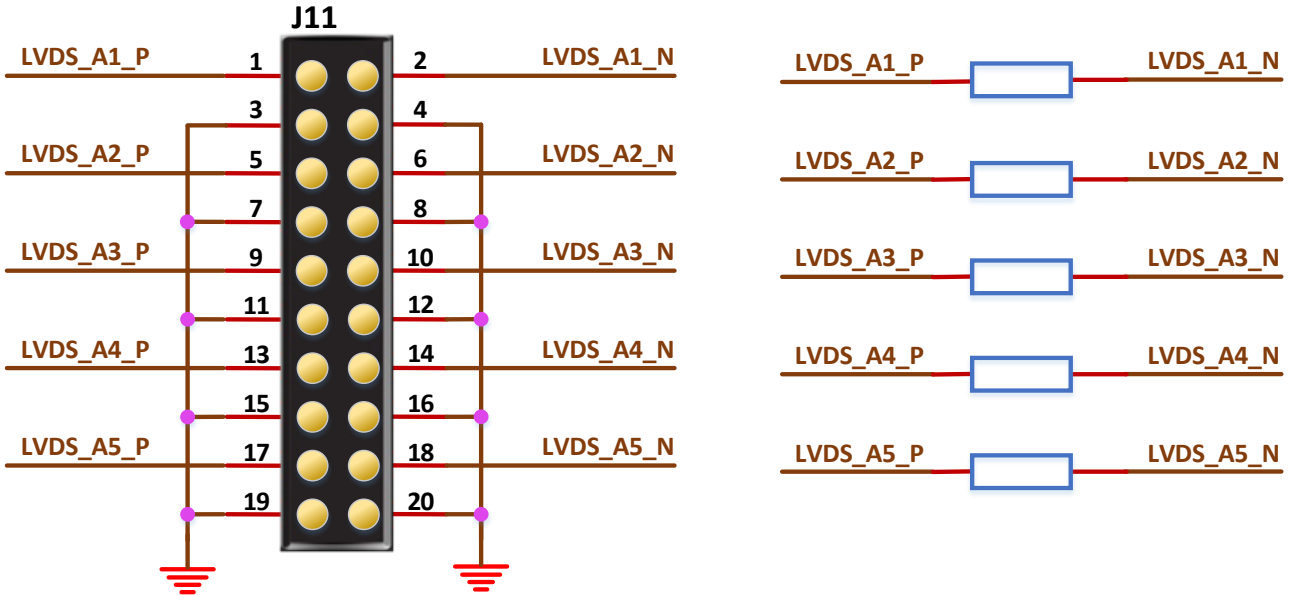 J11
LVDS_A1_P 1 2 LVDS_A1_N LVDS_A1_P LVDS_A1_N
3 4
LVDS_A2_P 5 6 LVDS_A2_N LVDS_A2_P LVDS_A2_N
7 8
LVDS_A3_P 9 10 LVDS_A3_N LVDS_A3_P LVDS_A3_N
11 12
LVDS_A4_P 13 14 LVDS_A4_N LVDS_A4_P LVDS_A4_N
15 16
LVDS_A5_P 17 18 LVDS_A5_N LVDS_A5_P LVDS_A5_N
19 20